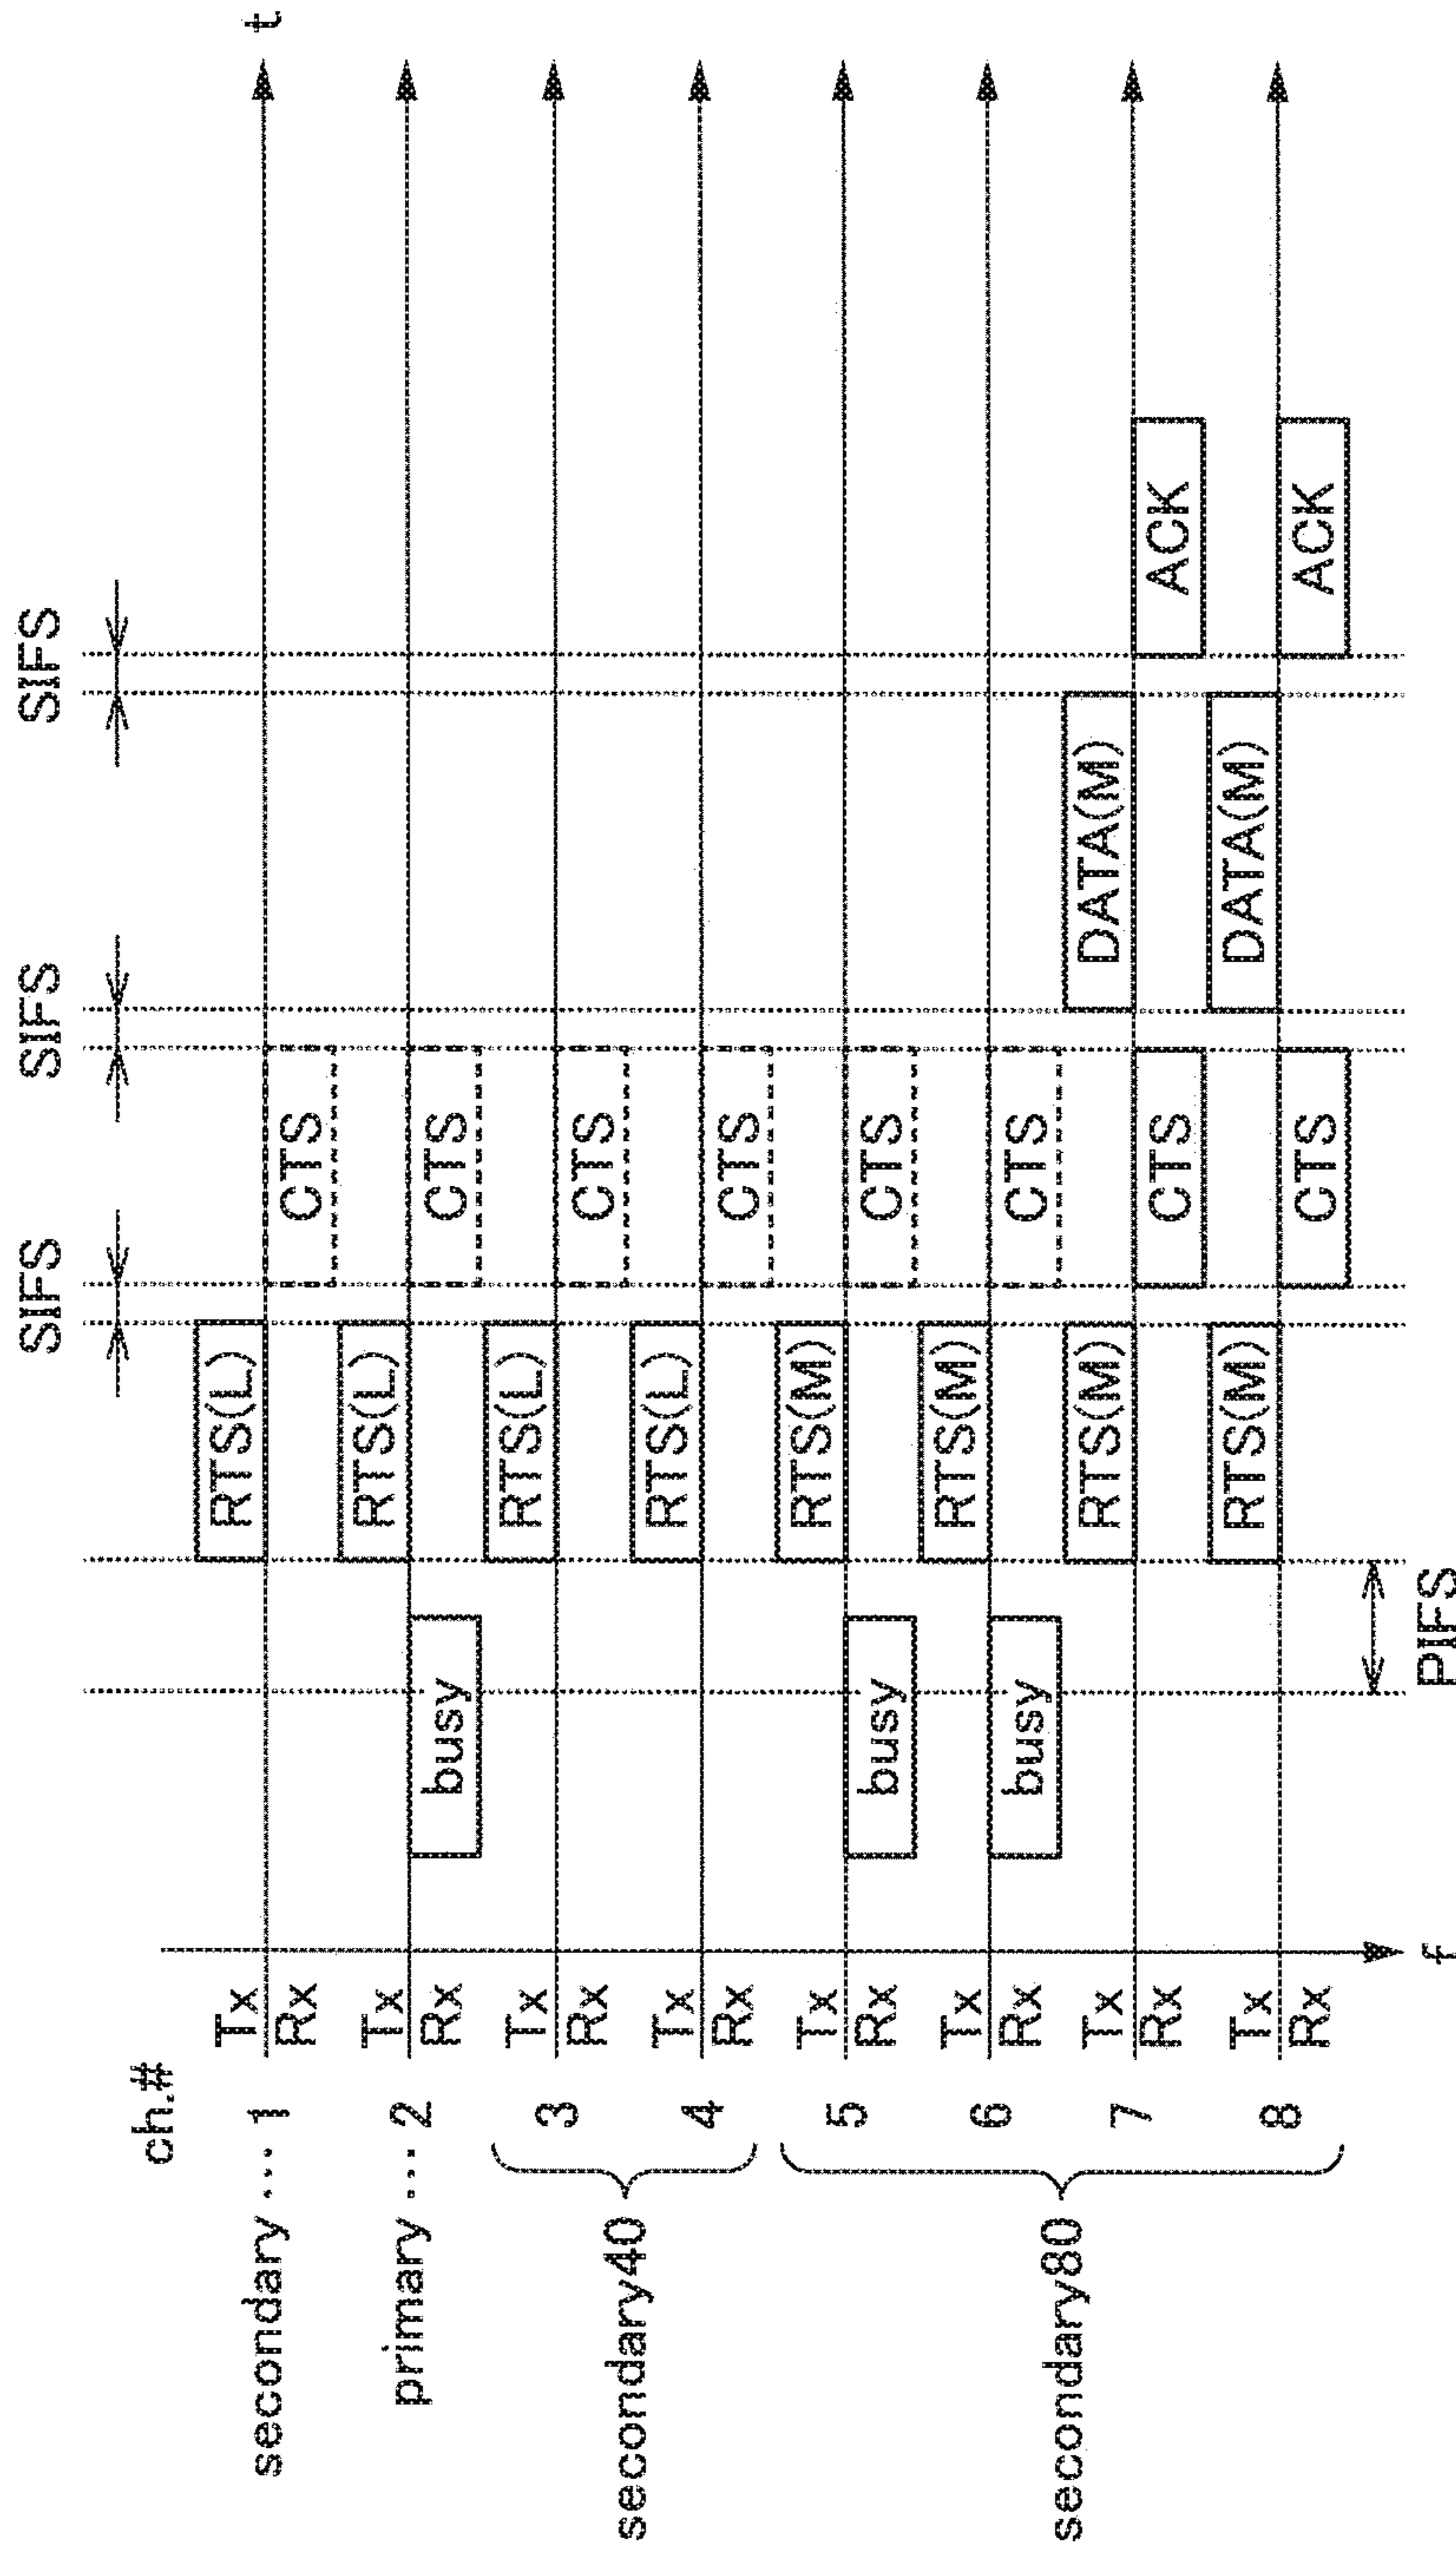 SIFS SIFS SIFS
ch.#
t
secondary ... 1 Tx
Rx RTS(L) CTS
primary ... 2 Tx
Rx busy RTS(L) CTS
secondary40
3 Tx
Rx RTS(L) CTS
4 Tx
Rx RTS(L) CTS
secondary80
5 Tx
Rx busy RTS(M) CTS
6 Tx
Rx busy RTS(M) CTS
7 Tx
Rx RTS(M) CTS DATA(M) ACK
8 Tx
Rx RTS(M) CTS DATA(M) ACK
f
PIFS